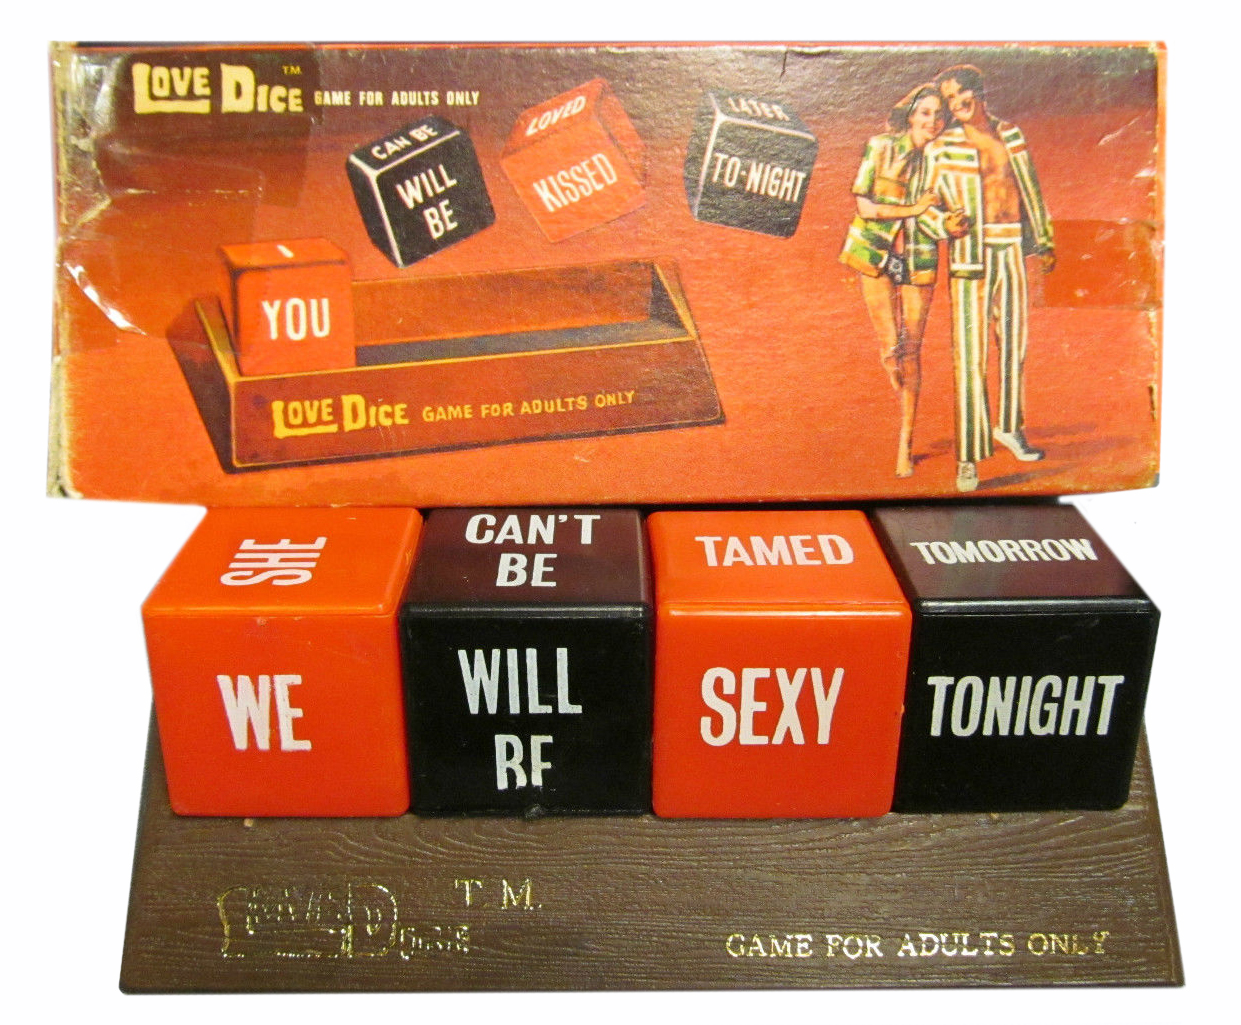 LOVE DICE T.M. GAME FOR ADULTS ONLY
CAN BE
WILL
BE
LOVED
KISSED
LATER
TO-NIGHT
I
YOU
LOVE DICE GAME FOR ADULTS ONLY
SHE
WE
CAN'T
BE
WILL
BE
TAMED
SEXY
TOMORROW
TONIGHT
T. M.
GAME FOR ADULTS ONLY